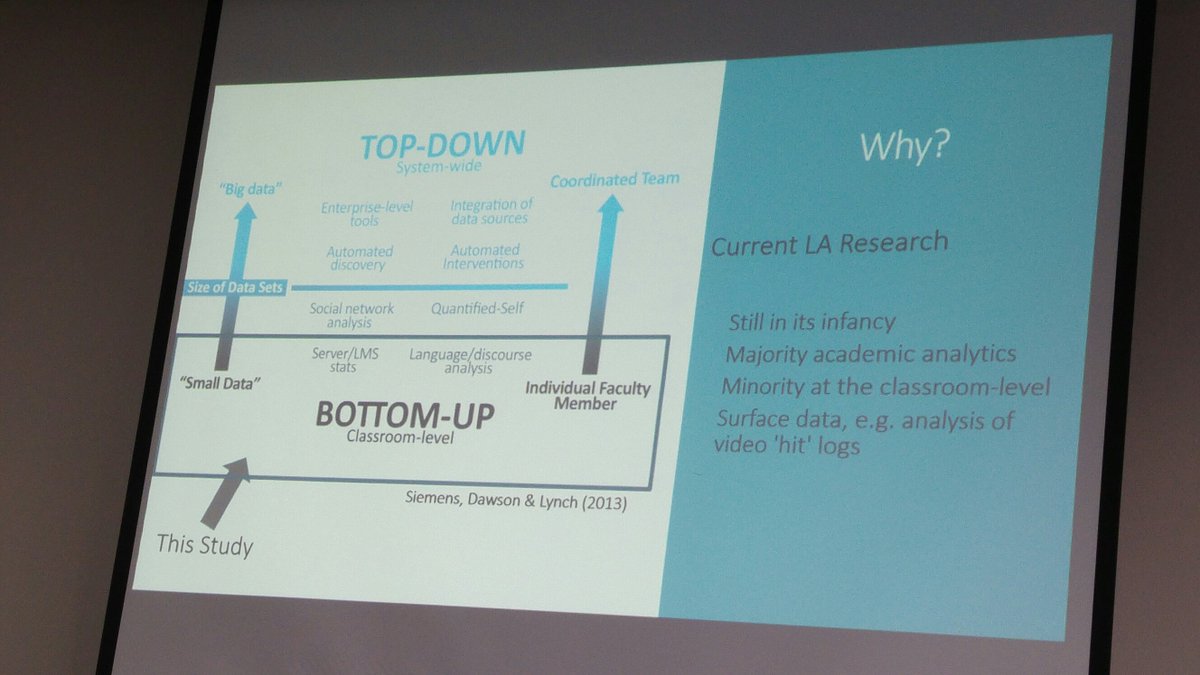 TOP-DOWN
System-wide
"Big data"
Coordinated Team
Enterprise-level
tools
Integration of
data sources
Automated
discovery
Automated
Interventions
Size of Data Sets
Social network
analysis
Quantified-Self
Server/LMS
stats
Language/discourse
analysis
"Small Data"
Individual Faculty
Member
BOTTOM-UP
Classroom-level
Siemens, Dawson & Lynch (2013)
This Study
Why?
Current LA Research
Still in its infancy
Majority academic analytics
Minority at the classroom-level
Surface data, e.g. analysis of
video 'hit' logs